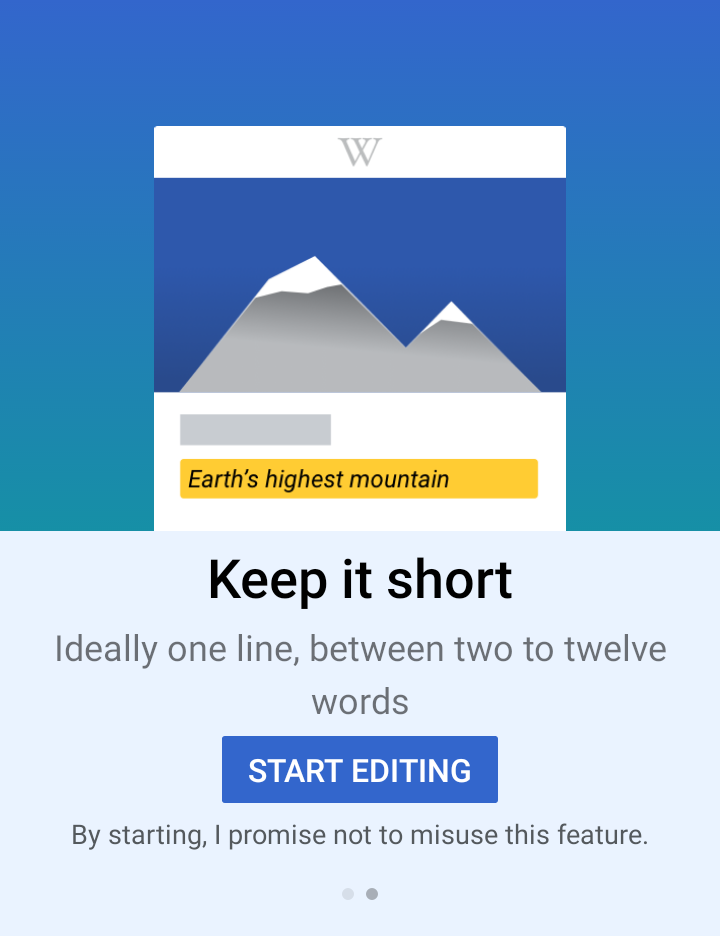 W
Earth’s highest mountain
Keep it short
Ideally one line, between two to twelve
words
START EDITING
By starting, I promise not to misuse this feature.